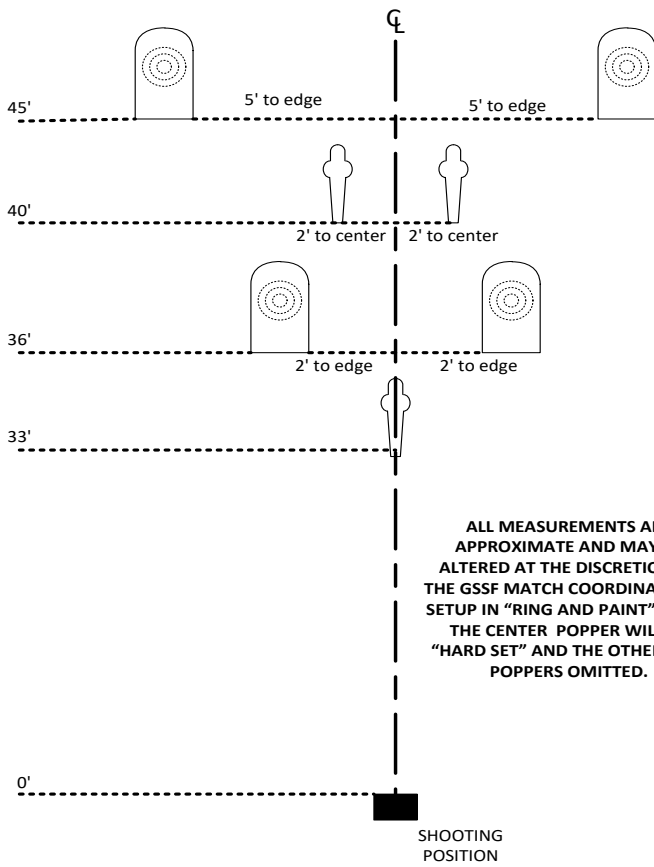 ℄
45'
5' to edge
5' to edge
40'
2' to center
2' to center
36'
2' to edge
2' to edge
33'
ALL MEASUREMENTS
APPROXIMATE AND MAY
ALTERED AT THE
THE GSSF MATCH
SETUP IN “RING AND PAINT”
THE CENTER POPPER
“HARD SET” AND THE
POPPERS OMITTED.
0'
SHOOTING
POSITION